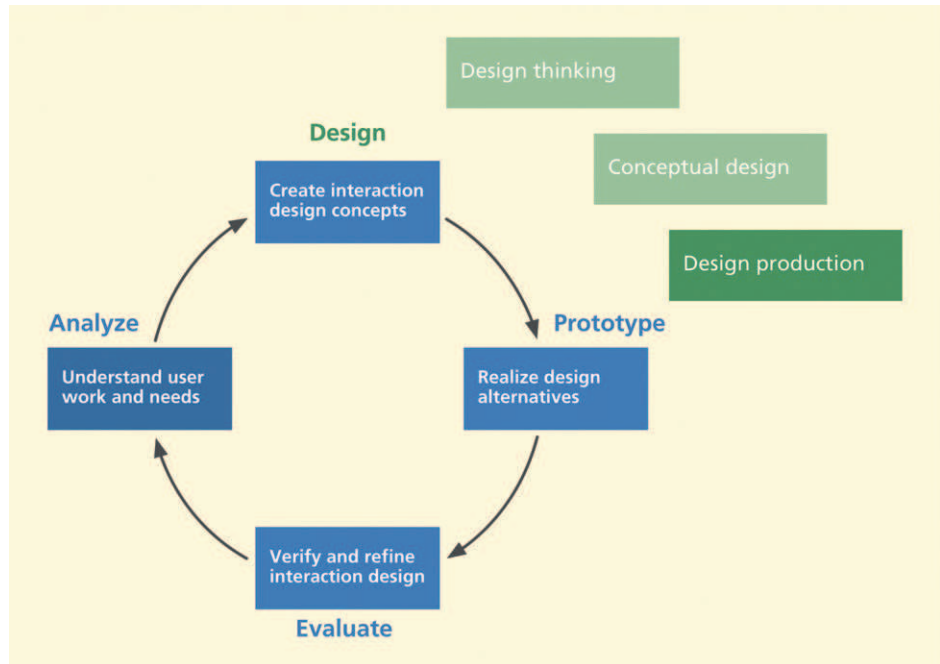 Design thinking
Conceptual design
Design production
Design
Create interaction
design concepts
Analyze
Understand user
work and needs
Prototype
Realize design
alternatives
Verify and refine
interaction design
Evaluate